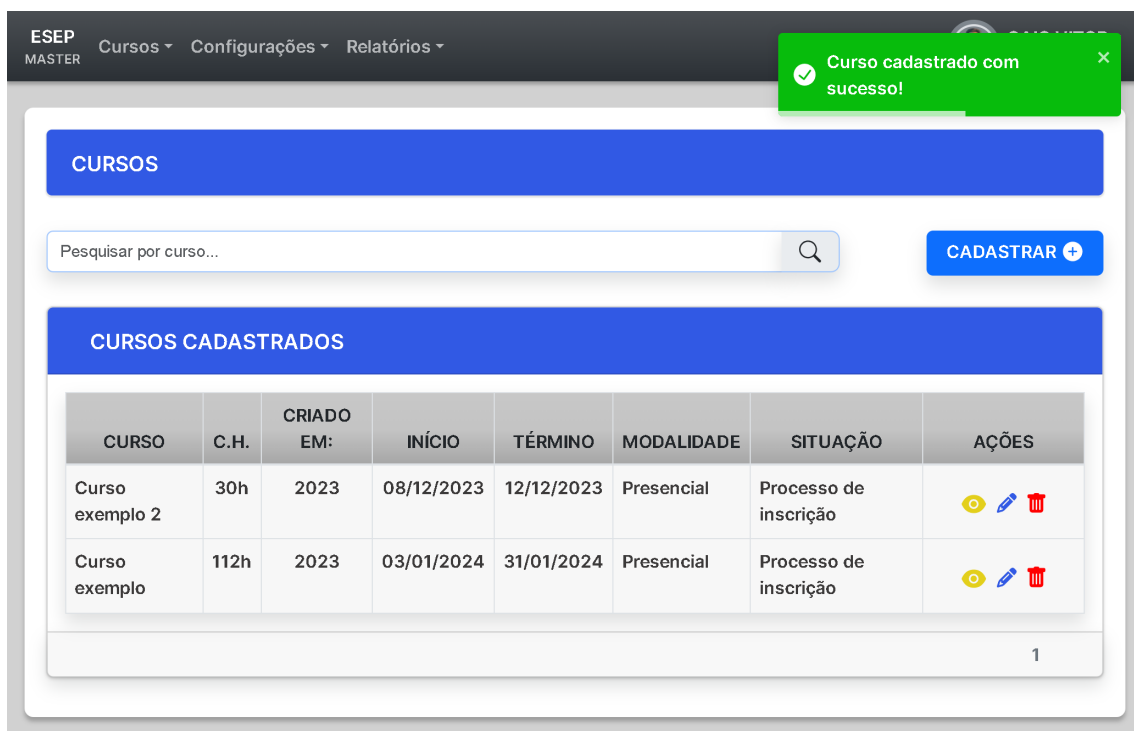 ESEP
MASTER
Cursos
Configurações
Relatórios
Curso cadastrado com
sucesso!
CURSOS
Pesquisar por curso...
CADASTRAR
CURSOS CADASTRADOS
CURSO C.H. CRIADO EM: INÍCIO TÉRMINO MODALIDADE SITUAÇÃO AÇÕES
Curso 30h 2023 08/12/2023 12/12/2023 Presencial Processo de
exemplo 2 inscrição
Curso 112h 2023 03/01/2024 31/01/2024 Presencial Processo de
exemplo inscrição
1